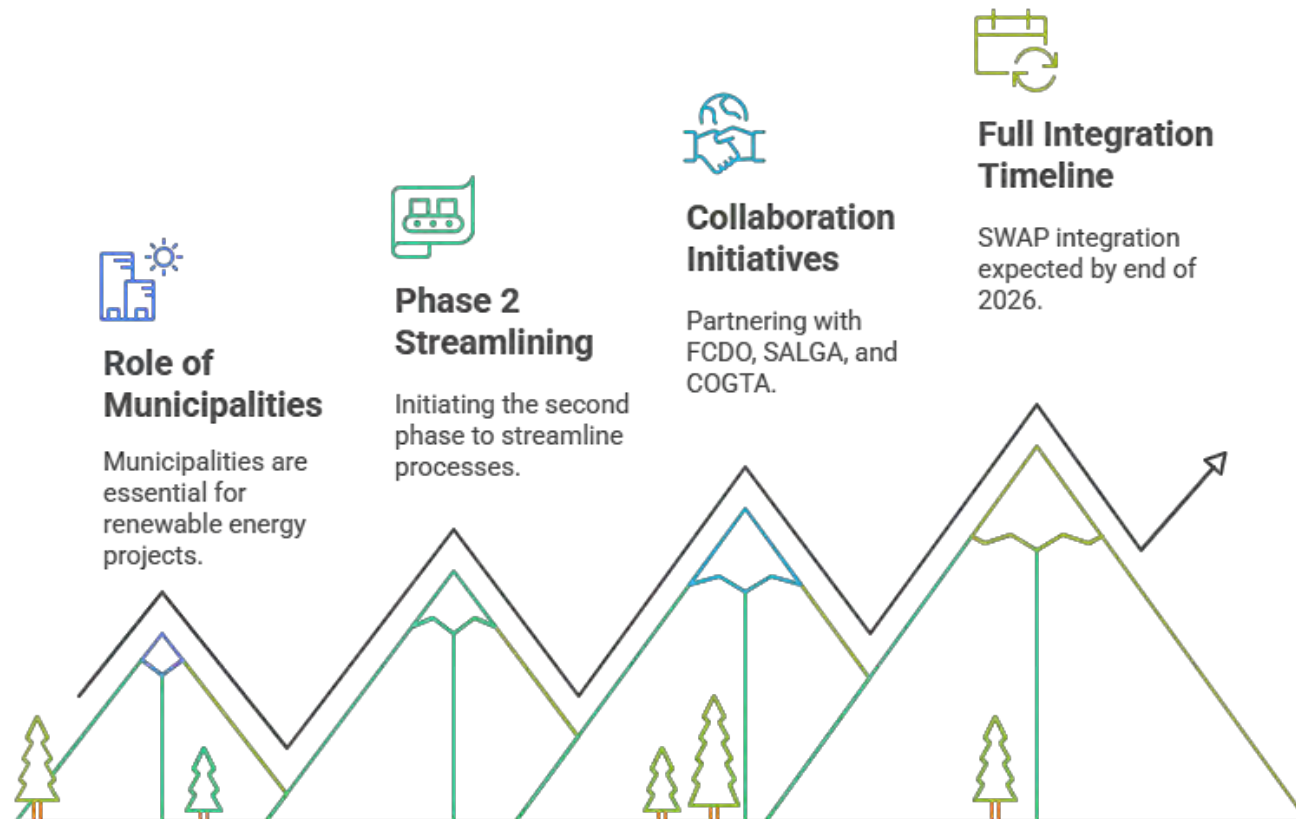 Role of
Municipalities
Municipalities are
essential for
renewable energy
projects.
Phase 2
Streamlining
Initiating the second
phase to streamline
processes.
Collaboration
Initiatives
Partnering with
FCDO, SALGA, and
COGTA.
Full Integration
Timeline
SWAP integration
expected by end of
2026.